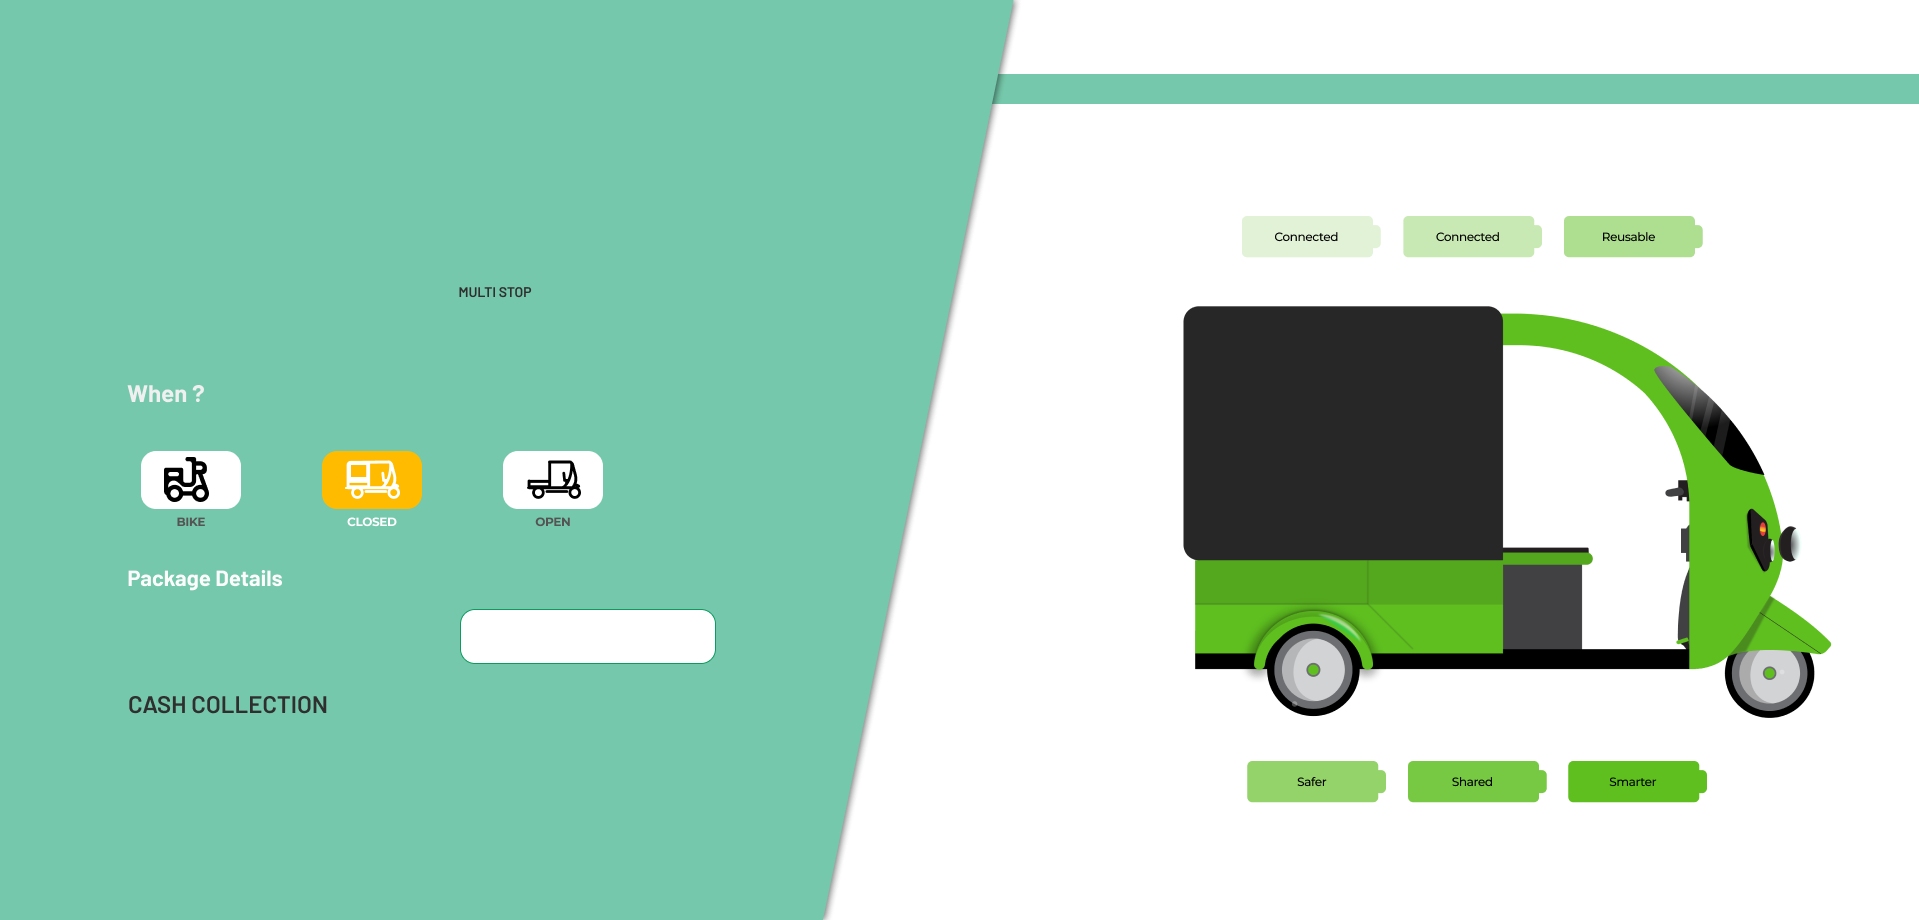 MULTI STOP
When ?
BIKE
CLOSED
OPEN
Package Details
CASH COLLECTION
Connected
Connected
Reusable
Safer
Shared
Smarter